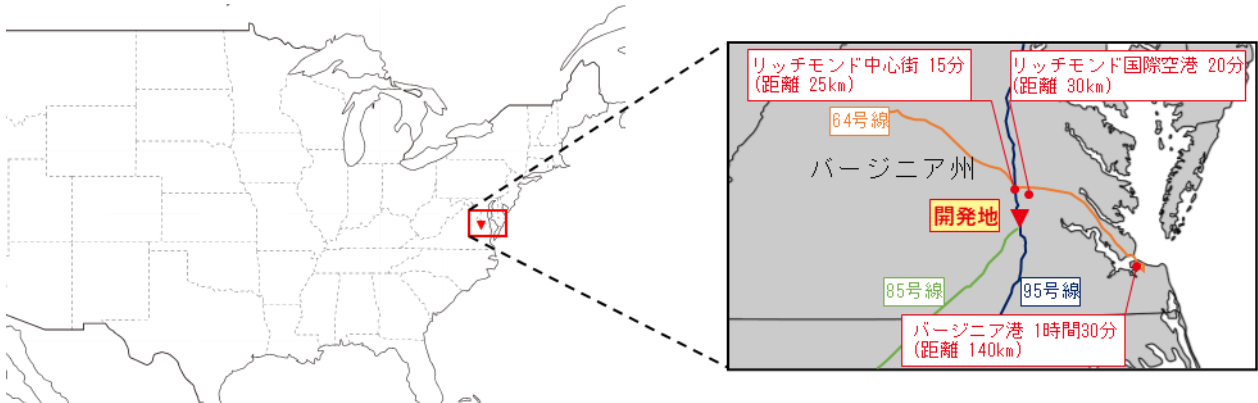 リッチモンド中心街 15分
(距離 25km)
リッチモンド国際空港 20分
(距離 30km)
64号線
バージニア州
開発地
85号線
95号線
バージニア港 1時間30分
(距離 140km)